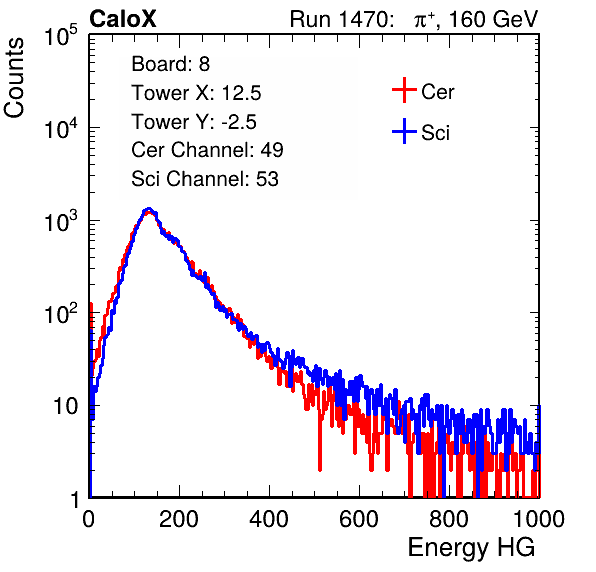 CaloX Run 1470: π⁺, 160 GeV
Counts
10⁵
10⁴
10³
10²
10
1
Board: 8
Tower X: 12.5
Tower Y: -2.5
Cer Channel: 49
Sci Channel: 53
Cer
Sci
0 200 400 600 800 1000
Energy HG